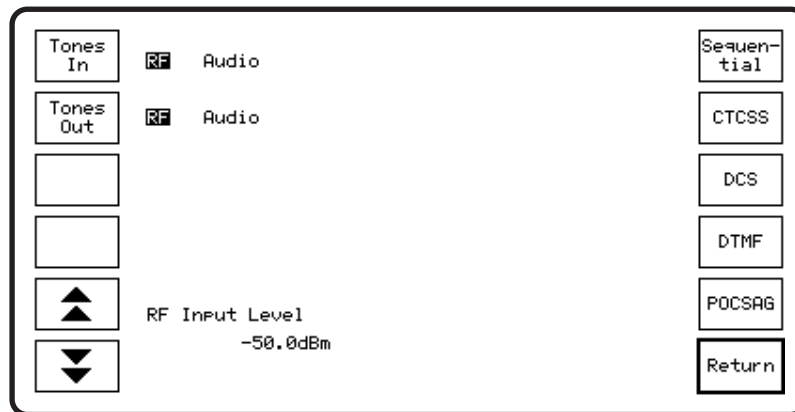 Tones
In
RF Audio
Sequen-
tial
Tones
Out
RF Audio
CTCSS
DCS
DTMF
RF Input Level
-50.0dBm
POCSAG
Return